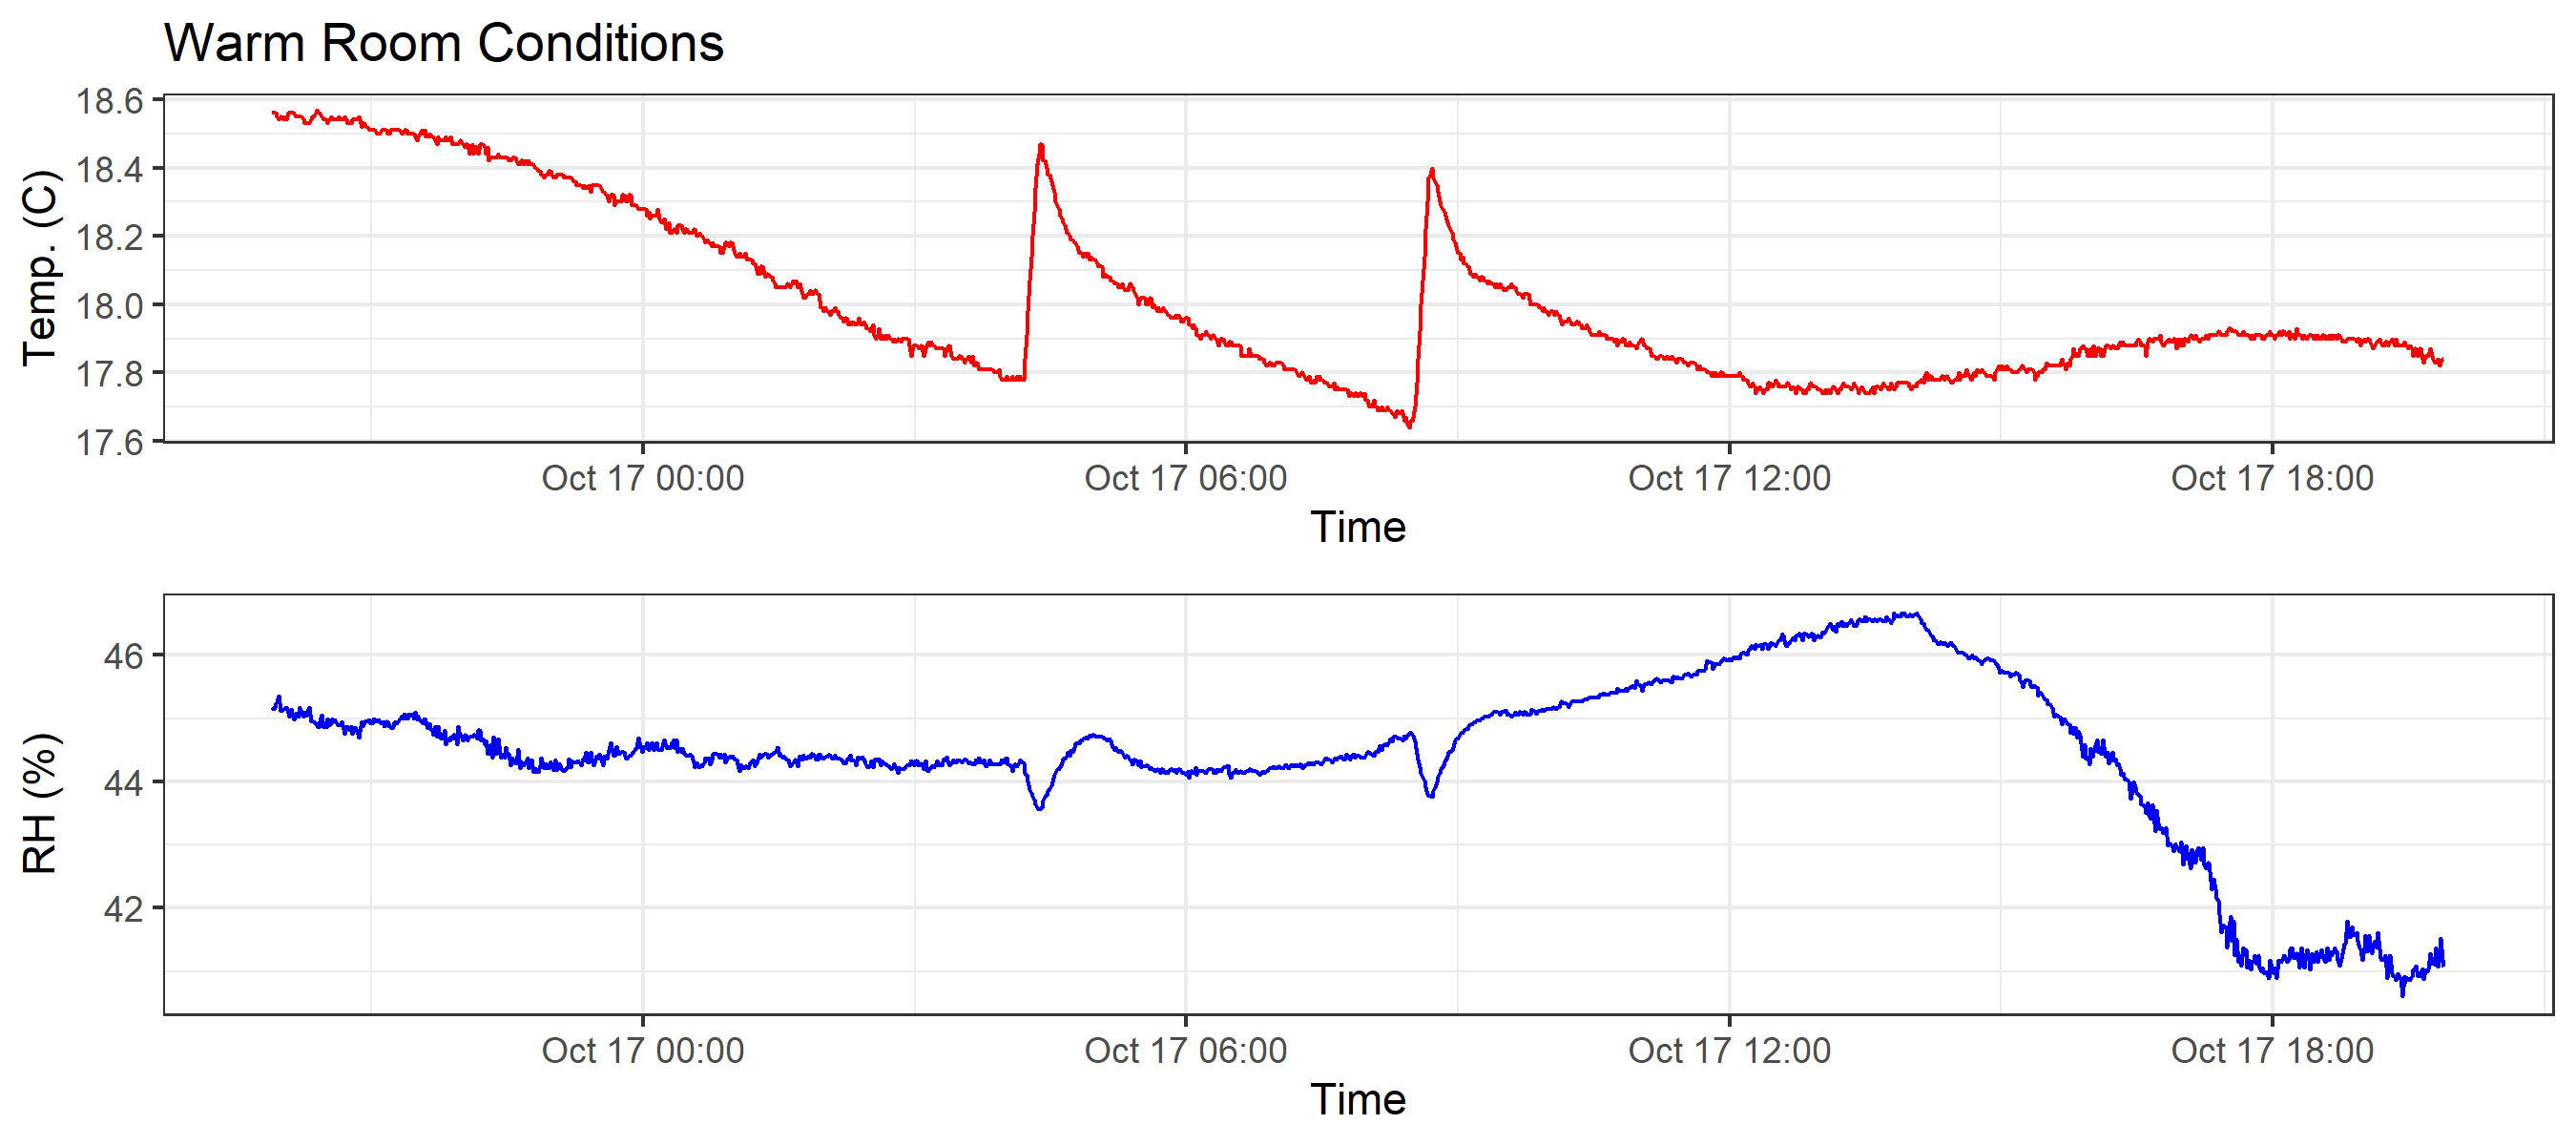 Warm Room Conditions
18.6
18.4
18.2
18.0
17.8
17.6
Temp. (C)
Oct 17 00:00 Oct 17 06:00 Oct 17 12:00 Oct 17 18:00
Time
46
44
42
RH (%)
Oct 17 00:00 Oct 17 06:00 Oct 17 12:00 Oct 17 18:00
Time